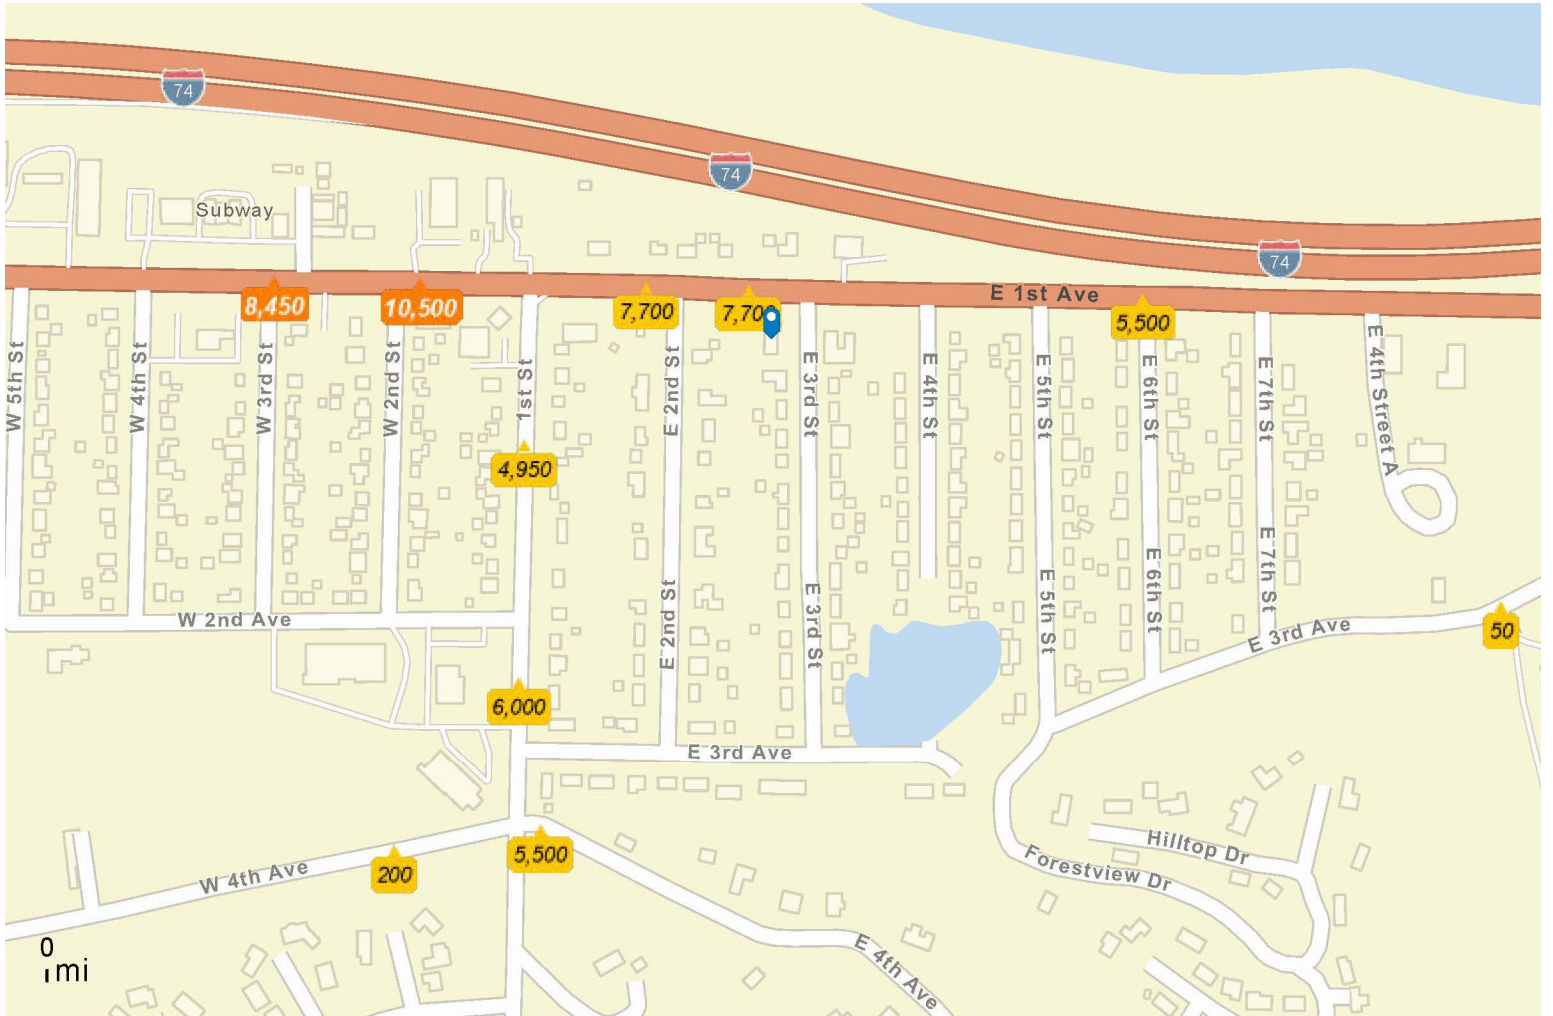 74
74
Subway
74
E 1st Ave
8,450
10,500
7,700
7,700
5,500
W 5th St
W 4th St
W 3rd St
W 2nd St
1st St
E 2nd St
E 3rd St
E 4th St
E 5th St
E 6th St
E 7th St
E 4th Street A
4,950
E 2nd St
E 3rd St
E 5th St
E 6th St
E 7th St
W 2nd Ave
E 3rd Ave
50
6,000
E 3rd Ave
Hilltop Dr
5,500
W 4th Ave
200
Forestview Dr
E 4th Ave
0
mi